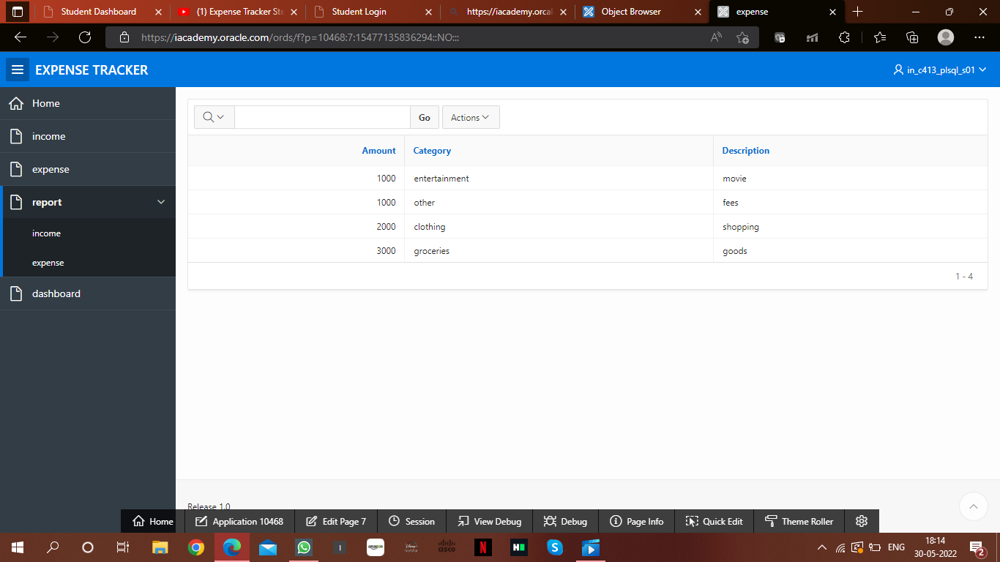 Student Dashboard
(1) Expense Tracker Ste
Student Login
https://iacademy.orcal
Object Browser
expense
https://iacademy.oracle.com/ords/f?p=10468:7:15477135836294::NO:::
EXPENSE TRACKER
in_c413_plsql_s01
Home
income
expense
report
income
expense
dashboard
Go
Actions
Amount Category Description
1000 entertainment movie
1000 other fees
2000 clothing shopping
3000 groceries goods
1 - 4
Release 1.0
Home
Application 10468
Edit Page 7
Session
View Debug
Debug
Page Info
Quick Edit
Theme Roller
amazon
cisco
N
S
ENG
18:14
30-05-2022
2